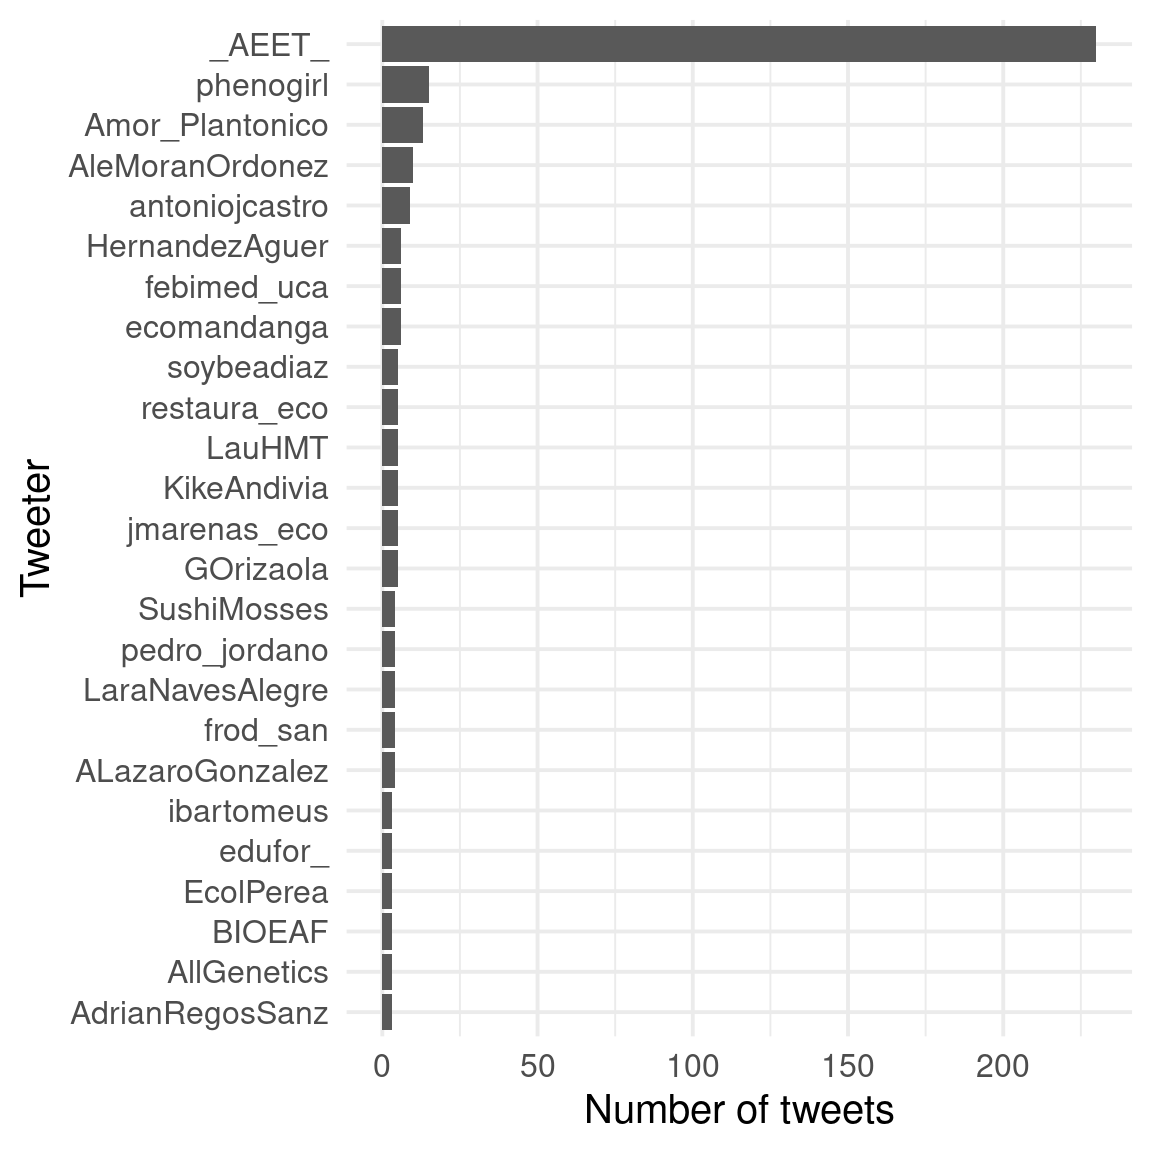 _AEET_
phenogirl
Amor_Plantonico
AleMoranOrdonez
antoniojcastro
HernandezAguer
febimed_uca
ecomandanga
soybeadiaz
restaura_eco
LauHMT
KikeAndivia
jmarenas_eco
GOrizaola
SushiMosses
pedro_jordano
LaraNavesAlegre
frod_san
ALazaroGonzalez
ibartomeus
edufor_
EcolPerea
BIOEAF
AllGenetics
AdrianRegosSanz
Tweeter
0 50 100 150 200
Number of tweets